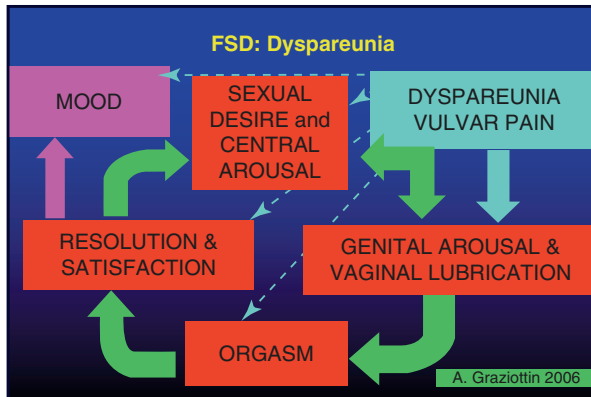 FSD: Dyspareunia
MOOD
SEXUAL
DESIRE and
CENTRAL
AROUSAL
DYSPAREUNIA
VULVAR PAIN
RESOLUTION &
SATISFACTION
GENITAL AROUSAL &
VAGINAL LUBRICATION
ORGASM
A. Graziottin 2006